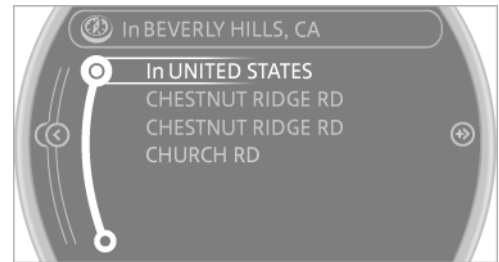 In BEVERLY HILLS, CA
In UNITED STATES
CHESTNUT RIDGE RD
CHESTNUT RIDGE RD
CHURCH RD